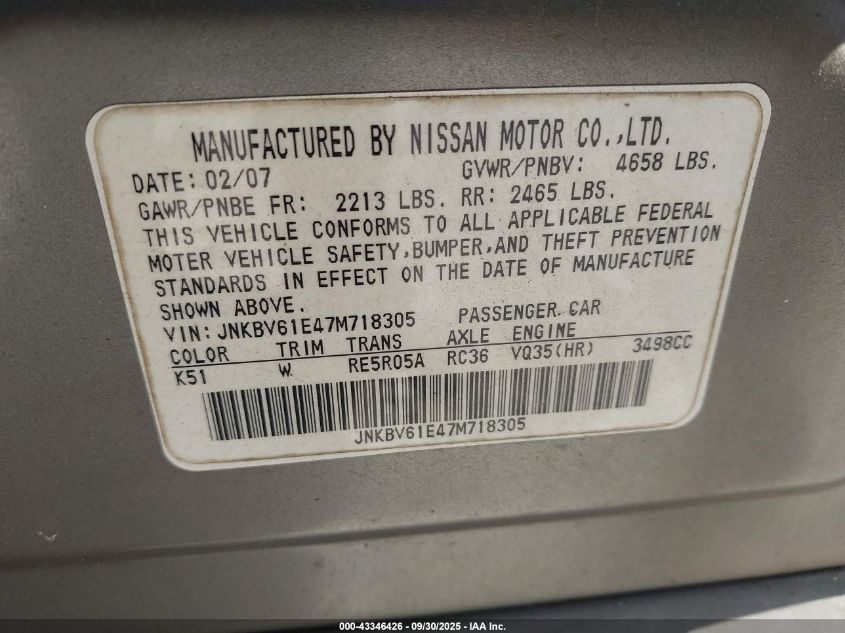 MANUFACTURED BY NISSAN MOTOR CO.,LTD.
DATE: 02/07 GVWR/PNBV: 4658 LBS.
GAWR/PNBE FR: 2213 LBS. RR: 2465 LBS.
THIS VEHICLE CONFORMS TO ALL APPLICABLE FEDERAL
MOTER VEHICLE SAFETY,BUMPER,AND THEFT PREVENTION
STANDARDS IN EFFECT ON THE DATE OF MANUFACTURE
SHOWN ABOVE.
VIN: JNKBV61E47M718305 PASSENGER CAR
COLOR TRIM TRANS AXLE ENGINE
K51 W RE5R05A RC36 VQ35(HR) 3498CC
JNKBV61E47M718305
000-43346426 - 09/30/2025 - IAA Inc.